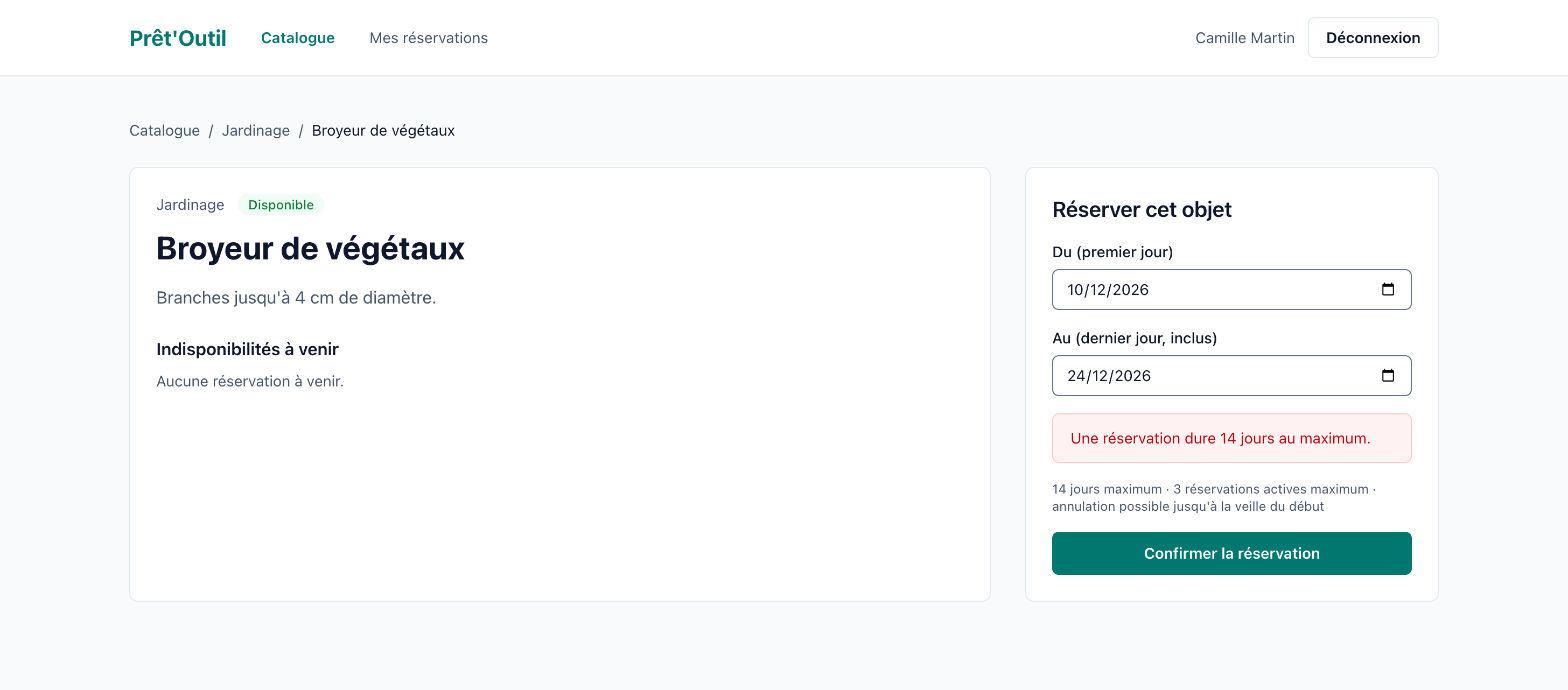 Prêt'Outil
Catalogue
Mes réservations
Camille Martin
Déconnexion
Catalogue / Jardinage / Broyeur de végétaux
Jardinage
Disponible
Broyeur de végétaux
Branches jusqu'à 4 cm de diamètre.
Indisponibilités à venir
Aucune réservation à venir.
Réserver cet objet
Du (premier jour)
10/12/2026
Au (dernier jour, inclus)
24/12/2026
Une réservation dure 14 jours au maximum.
14 jours maximum · 3 réservations actives maximum ·
annulation possible jusqu'à la veille du début
Confirmer la réservation